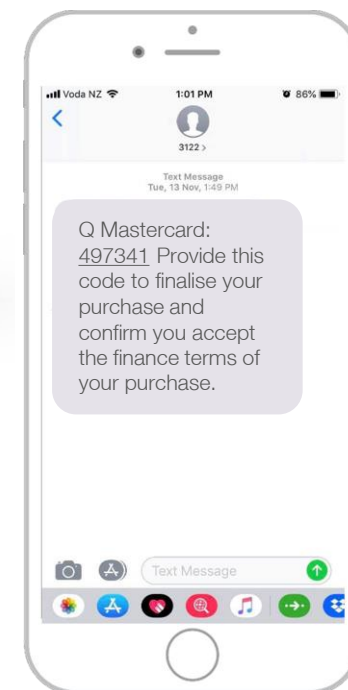 Voda NZ 1:01 PM 86%
3122 >
Text Message
Tue, 13 Nov, 1:49 PM
Q Mastercard:
497341 Provide this
code to finalise your
purchase and
confirm you accept
the finance terms of
your purchase.
Text Message